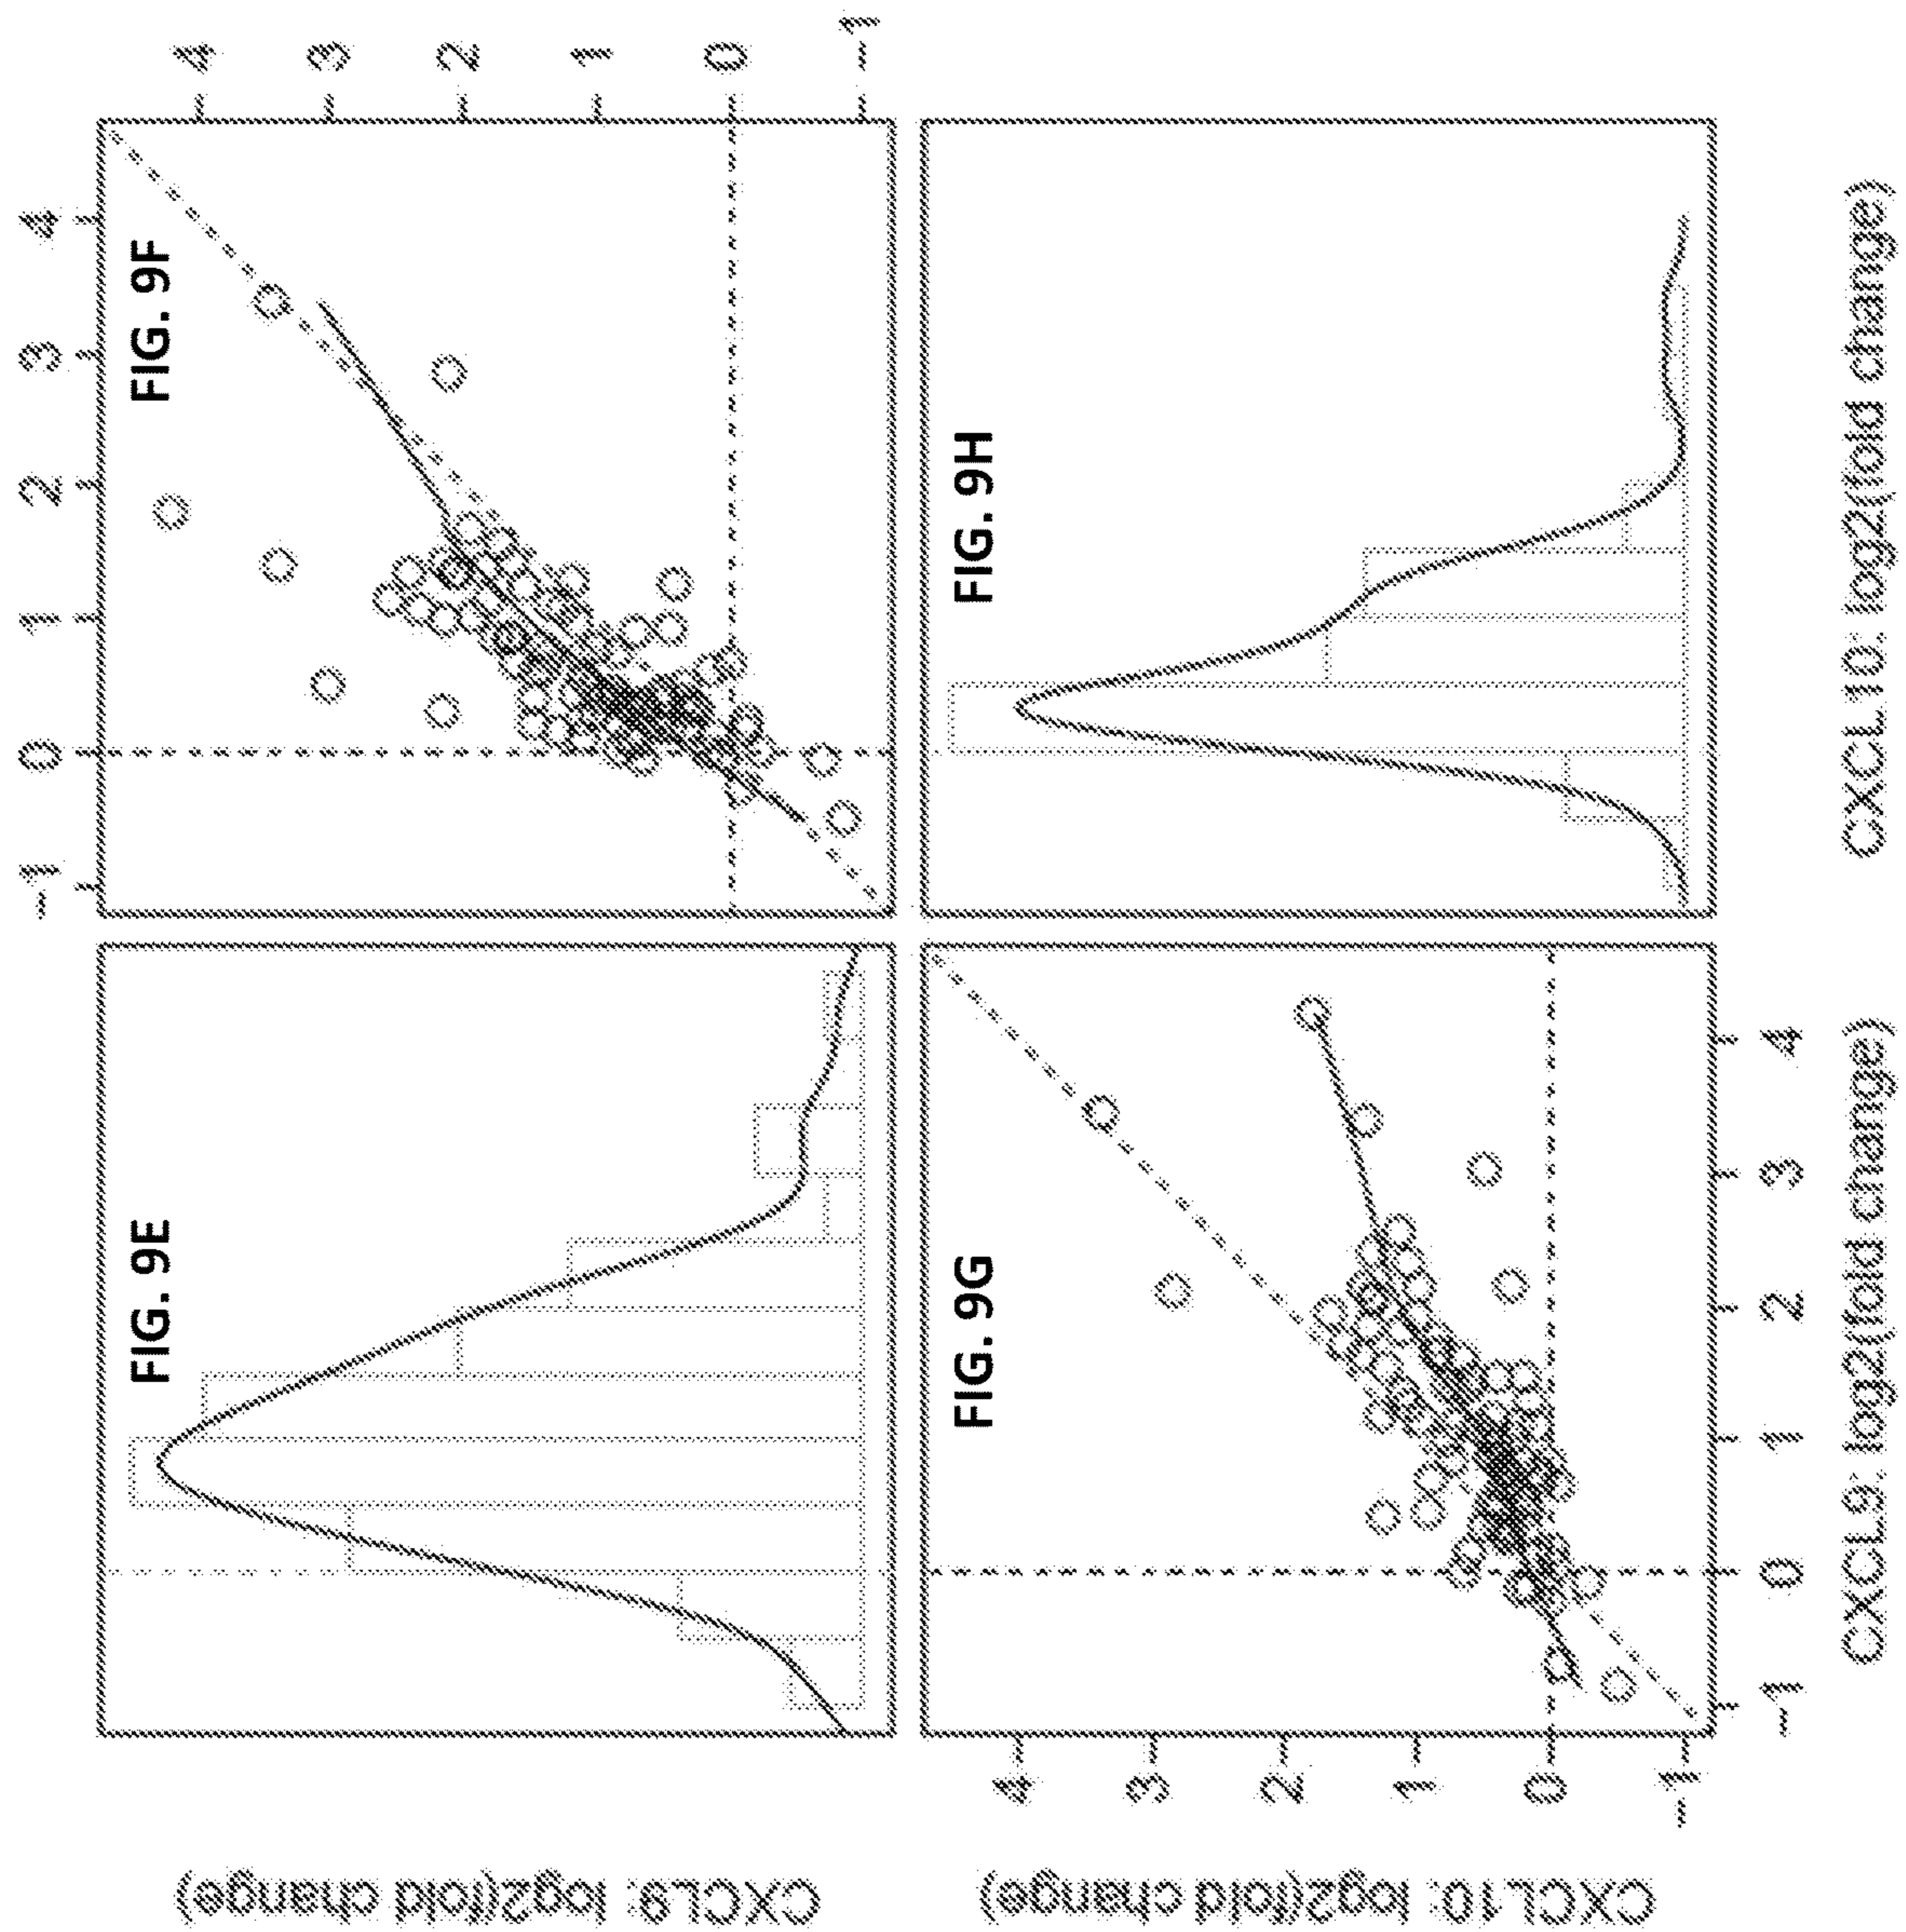 -1 0 1 2 3 4
FIG. 9E
FIG. 9F
4
3
2
1
0
-1
CXCL9: log2(fold change)
FIG. 9G
FIG. 9H
4
3
2
1
0
-1
CXCL10: log2(fold change)
-1 0 1 2 3 4
CXCL9: log2(fold change)
CXCL10: log2(fold change)